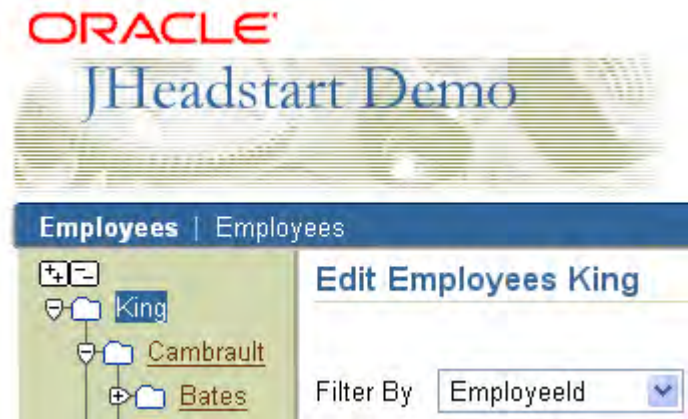 ORACLE
JHeadstart Demo
Employees | Employees
King
Cambrault
Bates
Edit Employees King
Filter By EmployeeId